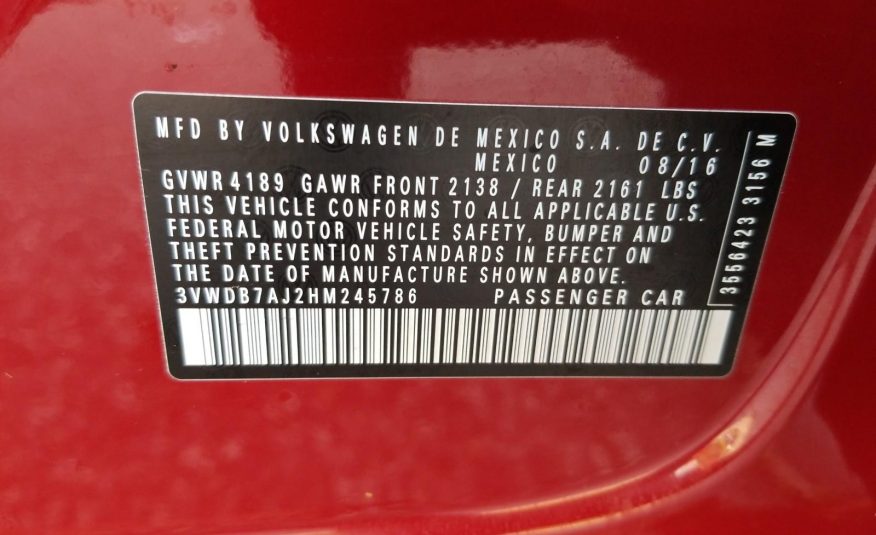 MFD BY VOLKSWAGEN DE MEXICO S.A. DE C.V.
MEXICO 08/16
GVWR 4189 GAWR FRONT 2138 / REAR 2161 LBS
THIS VEHICLE CONFORMS TO ALL APPLICABLE U.S.
FEDERAL MOTOR VEHICLE SAFETY, BUMPER AND
THEFT PREVENTION STANDARDS IN EFFECT ON
THE DATE OF MANUFACTURE SHOWN ABOVE.
3VWDB7AJ2HM245786 PASSENGER CAR
3556423 3156 M